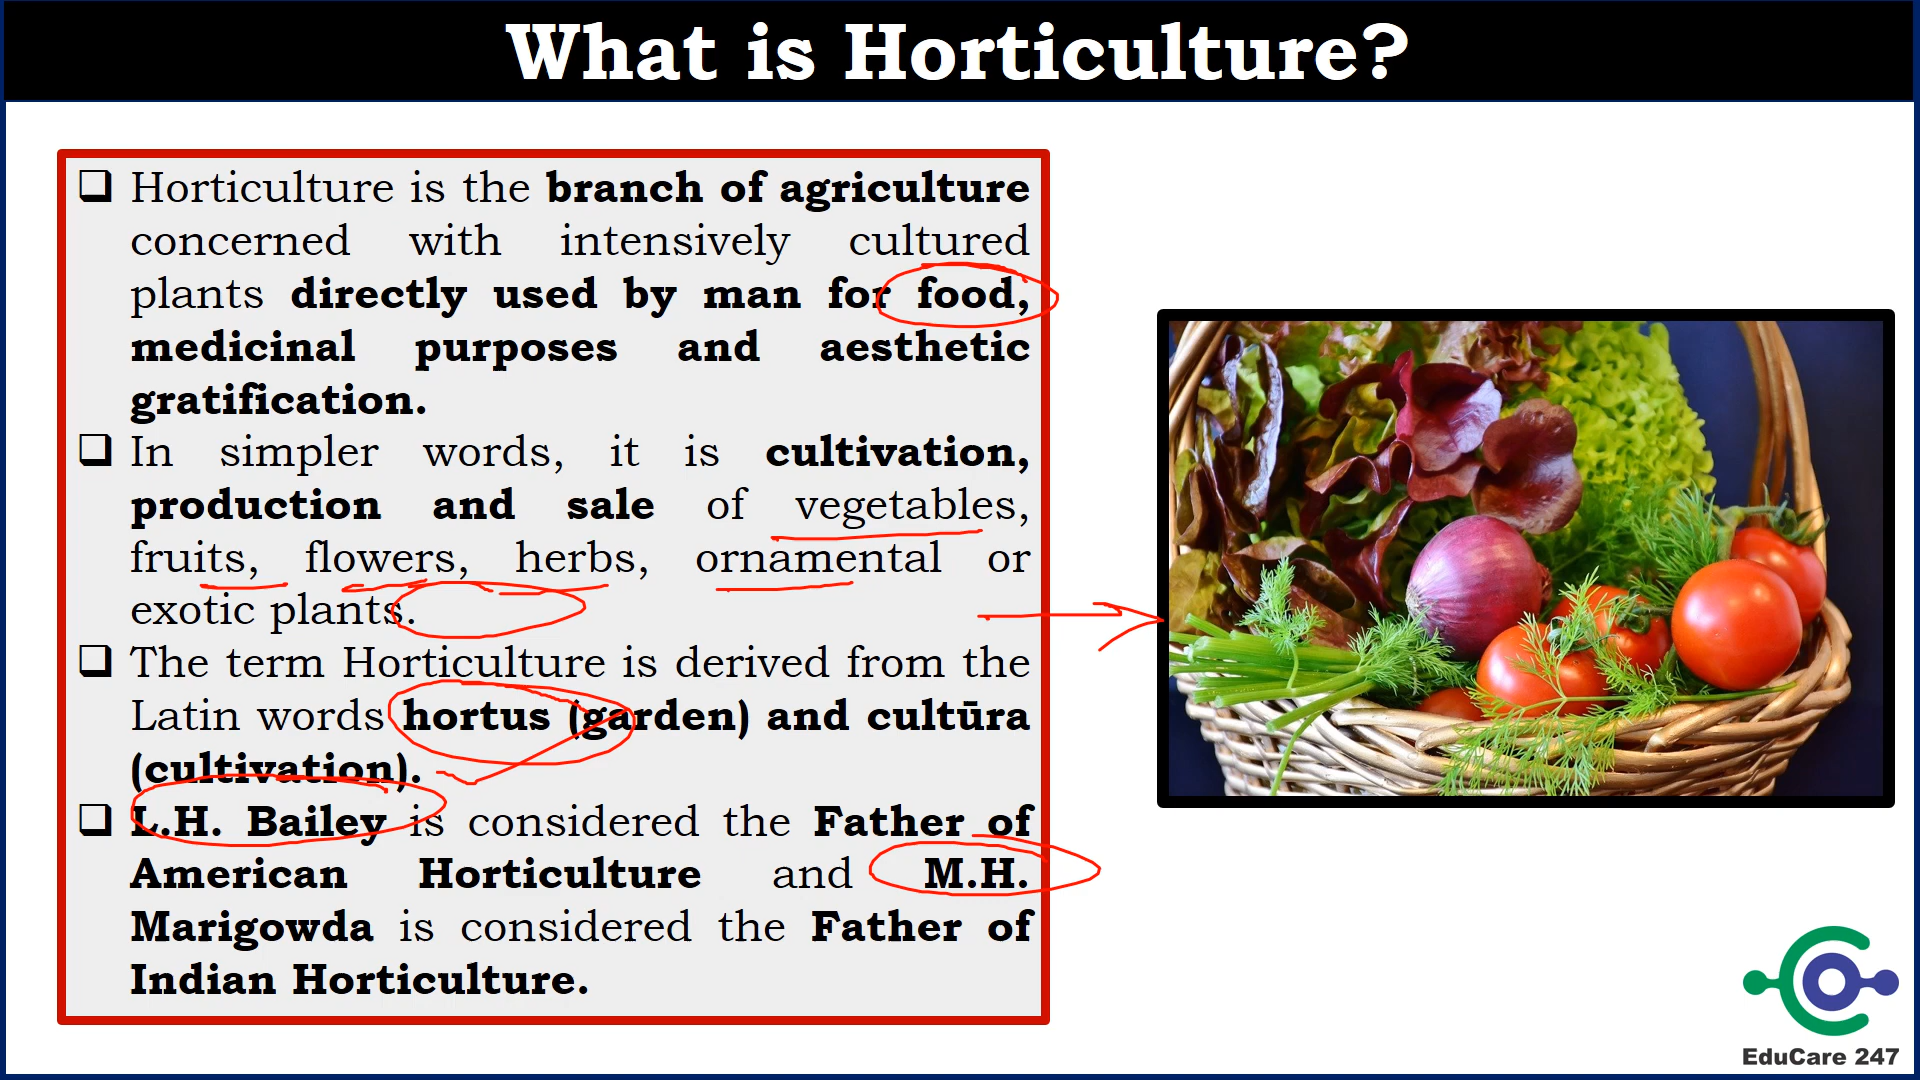 What is Horticulture?
❑ Horticulture is the branch of agriculture
concerned with intensively cultured
plants directly used by man for food,
medicinal purposes and aesthetic
gratification.
❑ In simpler words, it is cultivation,
production and sale of vegetables,
fruits, flowers, herbs, ornamental or
exotic plants.
❑ The term Horticulture is derived from the
Latin words hortus (garden) and cultūra
(cultivation).
❑ L.H. Bailey is considered the Father of
American Horticulture and M.H.
Marigowda is considered the Father of
Indian Horticulture.
EduCare 247